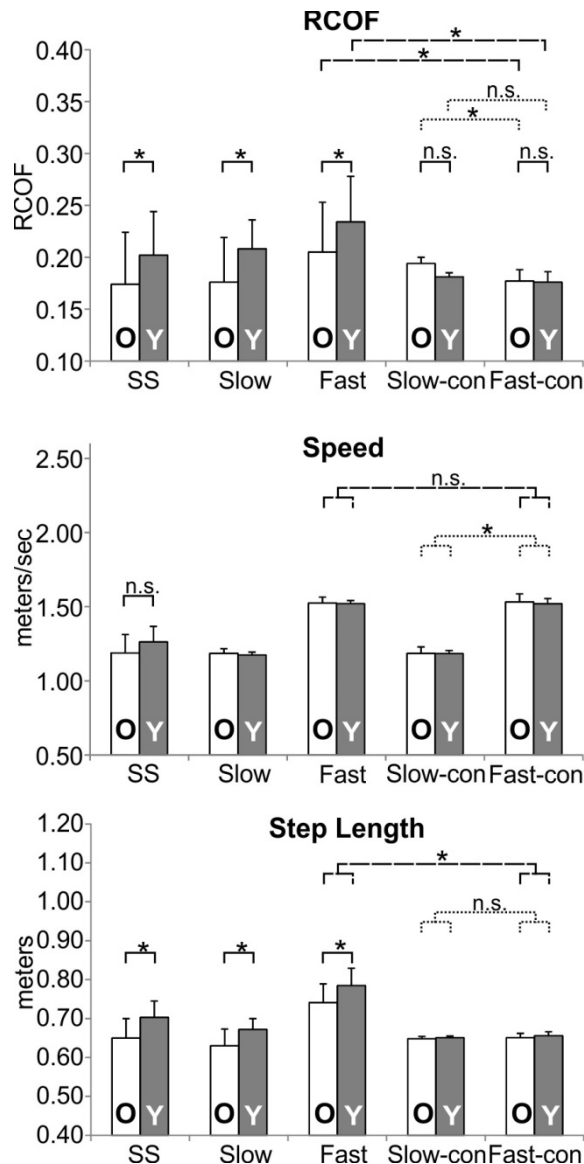 RCOF
0.40
0.35
0.30
0.25
0.20
0.15
0.10
RCOF
* *
n.s.
*
* * * n.s. n.s.
O Y O Y O Y O Y O Y
SS Slow Fast Slow-con Fast-con
Speed
2.50
2.00
1.50
1.00
0.50
meters/sec
n.s.
*
n.s.
O Y O Y O Y O Y O Y
SS Slow Fast Slow-con Fast-con
Step Length
1.20
1.10
1.00
0.90
0.80
0.70
0.60
0.50
0.40
meters
*
n.s.
* * *
O Y O Y O Y O Y O Y
SS Slow Fast Slow-con Fast-con